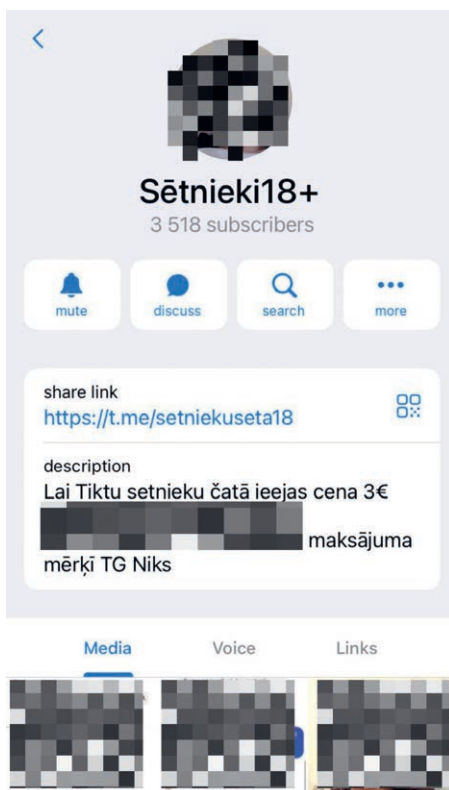 Sētnieki18+
3 518 subscribers
mute discuss search more
share link
https://t.me/setniekuseta18
description
Lai Tiktu setnieku čatā ieejas cena 3€
maksājuma
mērķī TG Niks
Media Voice Links